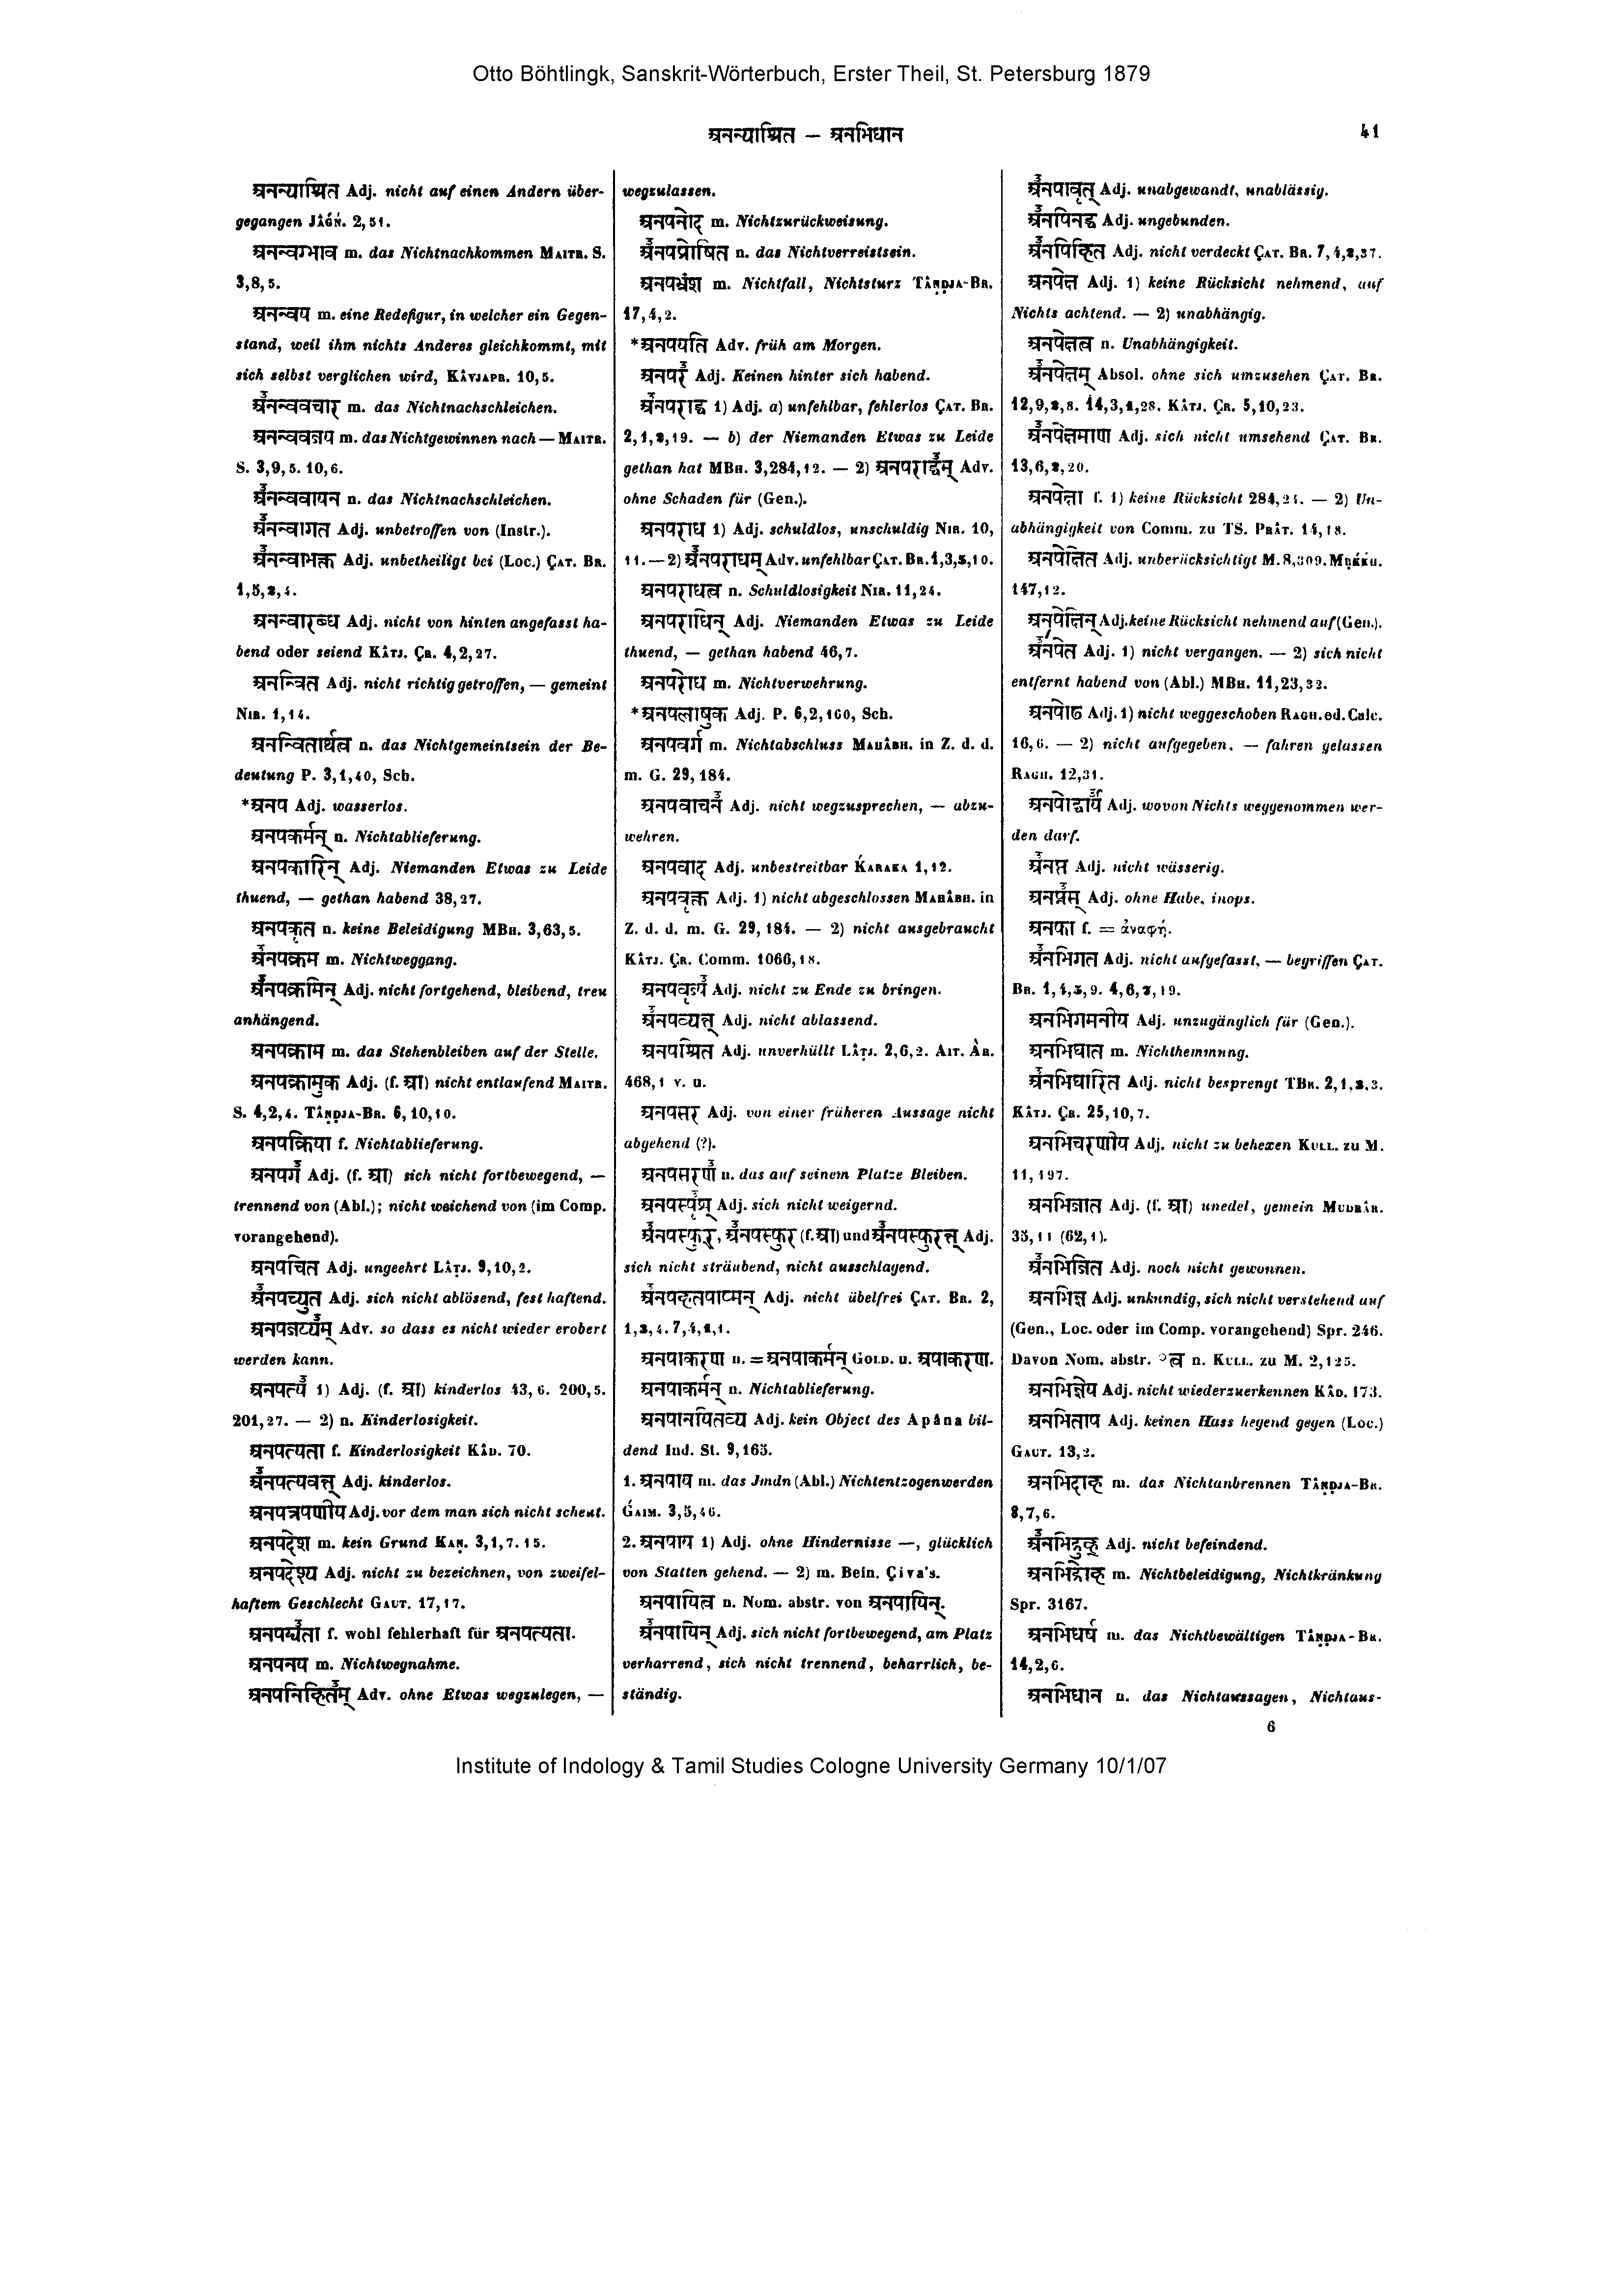 Otto Böhtlingk, Sanskrit-Wörterbuch, Erster Theil, St. Petersburg 1879
अनन्याश्रित — अनभिधान
41
अनन्याश्रित Adj. nicht auf einen Andern über-
gegangen JÂǴŃ. 2,51.
अनन्वग्भाव m. das Nichtnachkommen MAITR. S.
3,8,5.
अनन्वय m. eine Redefigur, in welcher ein Gegen-
stand, weil ihm nichts Anderes gleichkommt, mit
sich selbst verglichen wird, KÂVJAPR. 10,5.
अनन्ववचार m. das Nichtnachschleichen.
अनन्ववजय m. das Nichtgewinnen nach — MAITR.
S. 3,9,5. 10,6.
अनन्ववायन n. das Nichtnachschleichen.
अनन्वागत Adj. unbetroffen von (Instr.).
अनन्वाभक्त Adj. unbetheiligt bei (Loc.) ÇAT. BR.
1,5,2,4.
अनन्वारब्ध Adj. nicht von hinten angefasst ha-
bend oder seiend KÂTJ. ÇR. 4,2,27.
अनन्वित Adj. nicht richtig getroffen, — gemeint
NIR. 1,14.
अनन्वितार्थत्व n. das Nichtgemeintsein der Be-
deutung P. 3,1,40, Sch.
*अनप Adj. wasserlos.
अनपकर्मन् n. Nichtablieferung.
अनपकारिन् Adj. Niemanden Etwas zu Leide
thuend, — gethan habend 38,27.
अनपकृत n. keine Beleidigung MBH. 3,63,5.
अनपक्रम m. Nichtweggang.
अनपक्रमिन् Adj. nicht fortgehend, bleibend, treu
anhängend.
अनपक्राम m. das Stehenbleiben auf der Stelle.
अनपक्रामुक Adj. (f. आ) nicht entlaufend MAITR.
S. 4,2,4. TÂṆḌJA-BR. 6,10,10.
अनपक्रिया f. Nichtablieferung.
अनपग Adj. (f. आ) sich nicht fortbewegend, —
trennend von (Abl.); nicht weichend von (im Comp.
vorangehend).
अनपचित Adj. ungeehrt LÂṬJ. 9,10,2.
अनपच्युत Adj. sich nicht ablösend, fest haftend.
अनपजय्यम् Adv. so dass es nicht wieder erobert
werden kann.
अनपत्य 1) Adj. (f. आ) kinderlos 43,6. 200,5.
201,27. — 2) n. Kinderlosigkeit.
अनपत्यता f. Kinderlosigkeit KÂD. 70.
अनपत्यवत् Adj. kinderlos.
अनपत्रपणीय Adj. vor dem man sich nicht scheut.
अनपदेश m. kein Grund KAṆ. 3,1,7.15.
अनपदेश्य Adj. nicht zu bezeichnen, von zweifel-
haftem Geschlecht GAUT. 17,17.
अनपद्यता f. wohl fehlerhaft für अनपत्यता.
अनपनय m. Nichtwegnahme.
अनपनिहितम् Adv. ohne Etwas wegzulegen, —
wegzulassen.
अनपनोद m. Nichtzurückweisung.
अनपप्रोषित n. das Nichtverreistsein.
अनपभ्रंश m. Nichtfall, Nichtsturz TÂṆḌJA-BR.
17,4,2.
*अनपयति Adv. früh am Morgen.
अनपर Adj. Keinen hinter sich habend.
अनपराद्ध 1) Adj. a) unfehlbar, fehlerlos ÇAT. BR.
2,1,2,19. — b) der Niemanden Etwas zu Leide
gethan hat MBH. 3,284,12. — 2) अनपराद्धम् Adv.
ohne Schaden für (Gen.).
अनपराध 1) Adj. schuldlos, unschuldig NIR. 10,
11. — 2) अनपराधम् Adv. unfehlbar ÇAT. BR. 1,3,5,10.
अनपराधत्व n. Schuldlosigkeit NIR. 11,24.
अनपराधिन् Adj. Niemanden Etwas zu Leide
thuend, — gethan habend 46,7.
अनपरोध m. Nichtverwehrung.
*अनपलाषुक Adj. P. 6,2,160, Sch.
अनपवर्ग m. Nichtabschluss MAHÂBH. in Z. d. d.
m. G. 29,184.
अनपवाचन Adj. nicht wegzusprechen, — abzu-
wehren.
अनपवाद Adj. unbestreitbar ḰARAKA 1,12.
अनपवृक्त Adj. 1) nicht abgeschlossen MAHÂBH. in
Z. d. d. m. G. 29,184. — 2) nicht ausgebraucht
KÂTJ. ÇR. Comm. 1066,18.
अनपवृज्य Adj. nicht zu Ende zu bringen.
अनपव्ययत् Adj. nicht ablassend.
अनपश्रित Adj. unverhüllt LÂṬJ. 2,6,2. AIT. ÂR.
468,1 v. u.
अनपसर Adj. von einer früheren Aussage nicht
abgehend (?).
अनपसरण n. das auf seinem Platze Bleiben.
अनपस्पृश् Adj. sich nicht weigernd.
अनपस्फुर्, अनपस्फुर (f. आ) und अनपस्फुरत् Adj.
sich nicht sträubend, nicht ausschlagend.
अनपहतपाप्मन् Adj. nicht übelfrei ÇAT. BR. 2,
1,3,4. 7,4,1,1.
अनपाकरण n. = अनपाकर्मन् GOLD. u. अपाकरण.
अनपाकर्मन् n. Nichtablieferung.
अनपानयितव्य Adj. kein Object des Apâna bil-
dend Ind. St. 9,165.
1. अनपाय m. das Jmdn (Abl.) Nichtentzogenwerden
ǴAIM. 3,5,46.
2. अनपाय 1) Adj. ohne Hindernisse —, glücklich
von Statten gehend. — 2) m. Bein. Çiva's.
अनपायित्व n. Nom. abstr. von अनपायिन्.
अनपायिन् Adj. sich nicht fortbewegend, am Platz
verharrend, sich nicht trennend, beharrlich, be-
ständig.
अनपावृत् Adj. unabgewandt, unablässig.
अनपिनद्ध Adj. ungebunden.
अनपिहित Adj. nicht verdeckt ÇAT. BR. 7,4,2,37.
अनपेक्ष Adj. 1) keine Rücksicht nehmend, auf
Nichts achtend. — 2) unabhängig.
अनपेक्षत्व n. Unabhängigkeit.
अनपेक्षम् Absol. ohne sich umzusehen ÇAT. BR.
12,9,2,8. 14,3,1,28. KÂTJ. ÇR. 5,10,23.
अनपेक्षमाण Adj. sich nicht umsehend ÇAT. BR.
13,6,2,20.
अनपेक्षा f. 1) keine Rücksicht 284,24. — 2) Un-
abhängigkeit von Comm. zu TS. PRÂT. 14,18.
अनपेक्षित Adj. unberücksichtigt M. 8,309. MṚḰḰH.
147,12.
अनपेक्षिन् Adj. keine Rücksicht nehmend auf (Gen.).
अनपेत Adj. 1) nicht vergangen. — 2) sich nicht
entfernt habend von (Abl.) MBH. 11,23,32.
अनपोढ Adj. 1) nicht weggeschoben RAGH. ed. Calc.
16,6. — 2) nicht aufgegeben, — fahren gelassen
RAGH. 12,31.
अनपोद्धार्य Adj. wovon Nichts weggenommen wer-
den darf.
अनप्त Adj. nicht wässerig.
अनप्नस् Adj. ohne Habe, inops.
अनफा f. = ἀναφή.
अनभिगत Adj. nicht aufgefasst, — begriffen ÇAT.
BR. 1,4,5,9. 4,6,7,19.
अनभिगमनीय Adj. unzugänglich für (Gen.).
अनभिघात m. Nichthemmung.
अनभिघारित Adj. nicht besprengt TBR. 2,1,3,3.
KÂTJ. ÇR. 25,10,7.
अनभिचरणीय Adj. nicht zu behexen KULL. zu M.
11,197.
अनभिजात Adj. (f. आ) unedel, gemein MUDRÂR.
35,11 (62,1).
अनभिजित Adj. noch nicht gewonnen.
अनभिज्ञ Adj. unkundig, sich nicht verstehend auf
(Gen., Loc. oder im Comp. vorangehend) Spr. 246.
Davon Nom. abstr. °त्व n. KULL. zu M. 2,125.
अनभिज्ञेय Adj. nicht wiederzuerkennen KÂD. 173.
अनभिताप Adj. keinen Hass hegend gegen (Loc.)
GAUT. 13,2.
अनभिदाह m. das Nichtanbrennen TÂṆḌJA-BR.
8,7,6.
अनभिद्रुह् Adj. nicht befeindend.
अनभिद्रोह m. Nichtbeleidigung, Nichtkränkung
Spr. 3167.
अनभिधर्ष m. das Nichtbewältigen TÂṆḌJA-BR.
14,2,6.
अनभिधान n. das Nichtaussagen, Nichtaus-
6
Institute of Indology & Tamil Studies Cologne University Germany 10/1/07